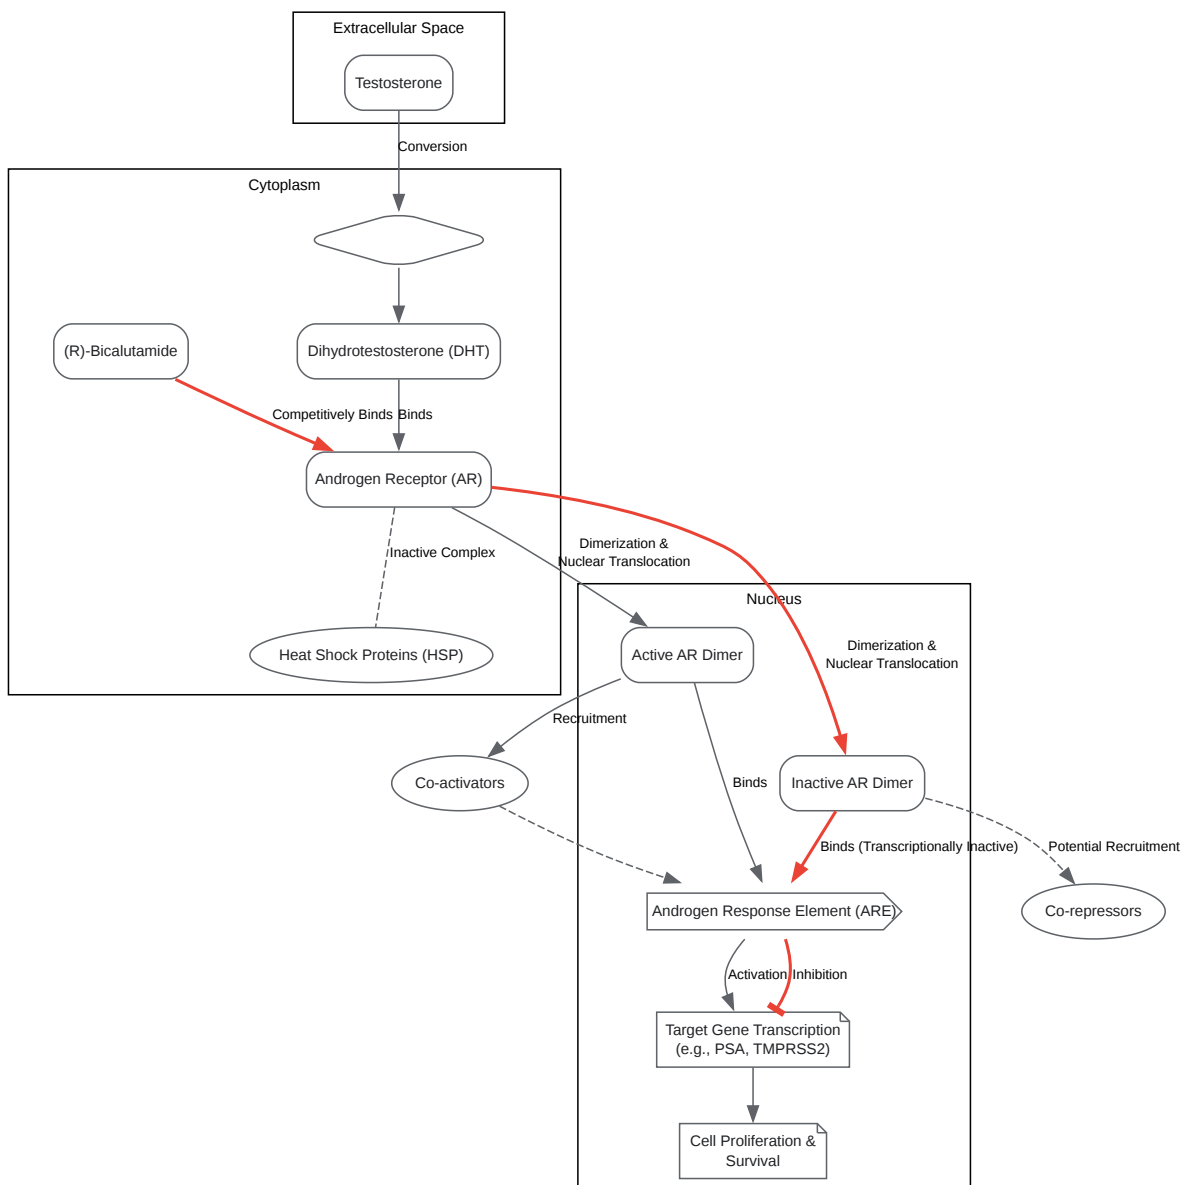 Extracellular Space
Testosterone
Conversion
Cytoplasm
(R)-Bicalutamide
Dihydrotestosterone (DHT)
Competitively Binds
Binds
Androgen Receptor (AR)
Dimerization &
Nuclear Translocation
Inactive Complex
Nucleus
Dimerization &
Nuclear Translocation
Heat Shock Proteins (HSP)
Active AR Dimer
Recruitment
Co-activators
Binds
Inactive AR Dimer
Binds (Transcriptionally Inactive)
Potential Recruitment
Androgen Response Element (ARE)
Co-repressors
Activation
Inhibition
Target Gene Transcription
(e.g., PSA, TMPRSS2)
Cell Proliferation &
Survival